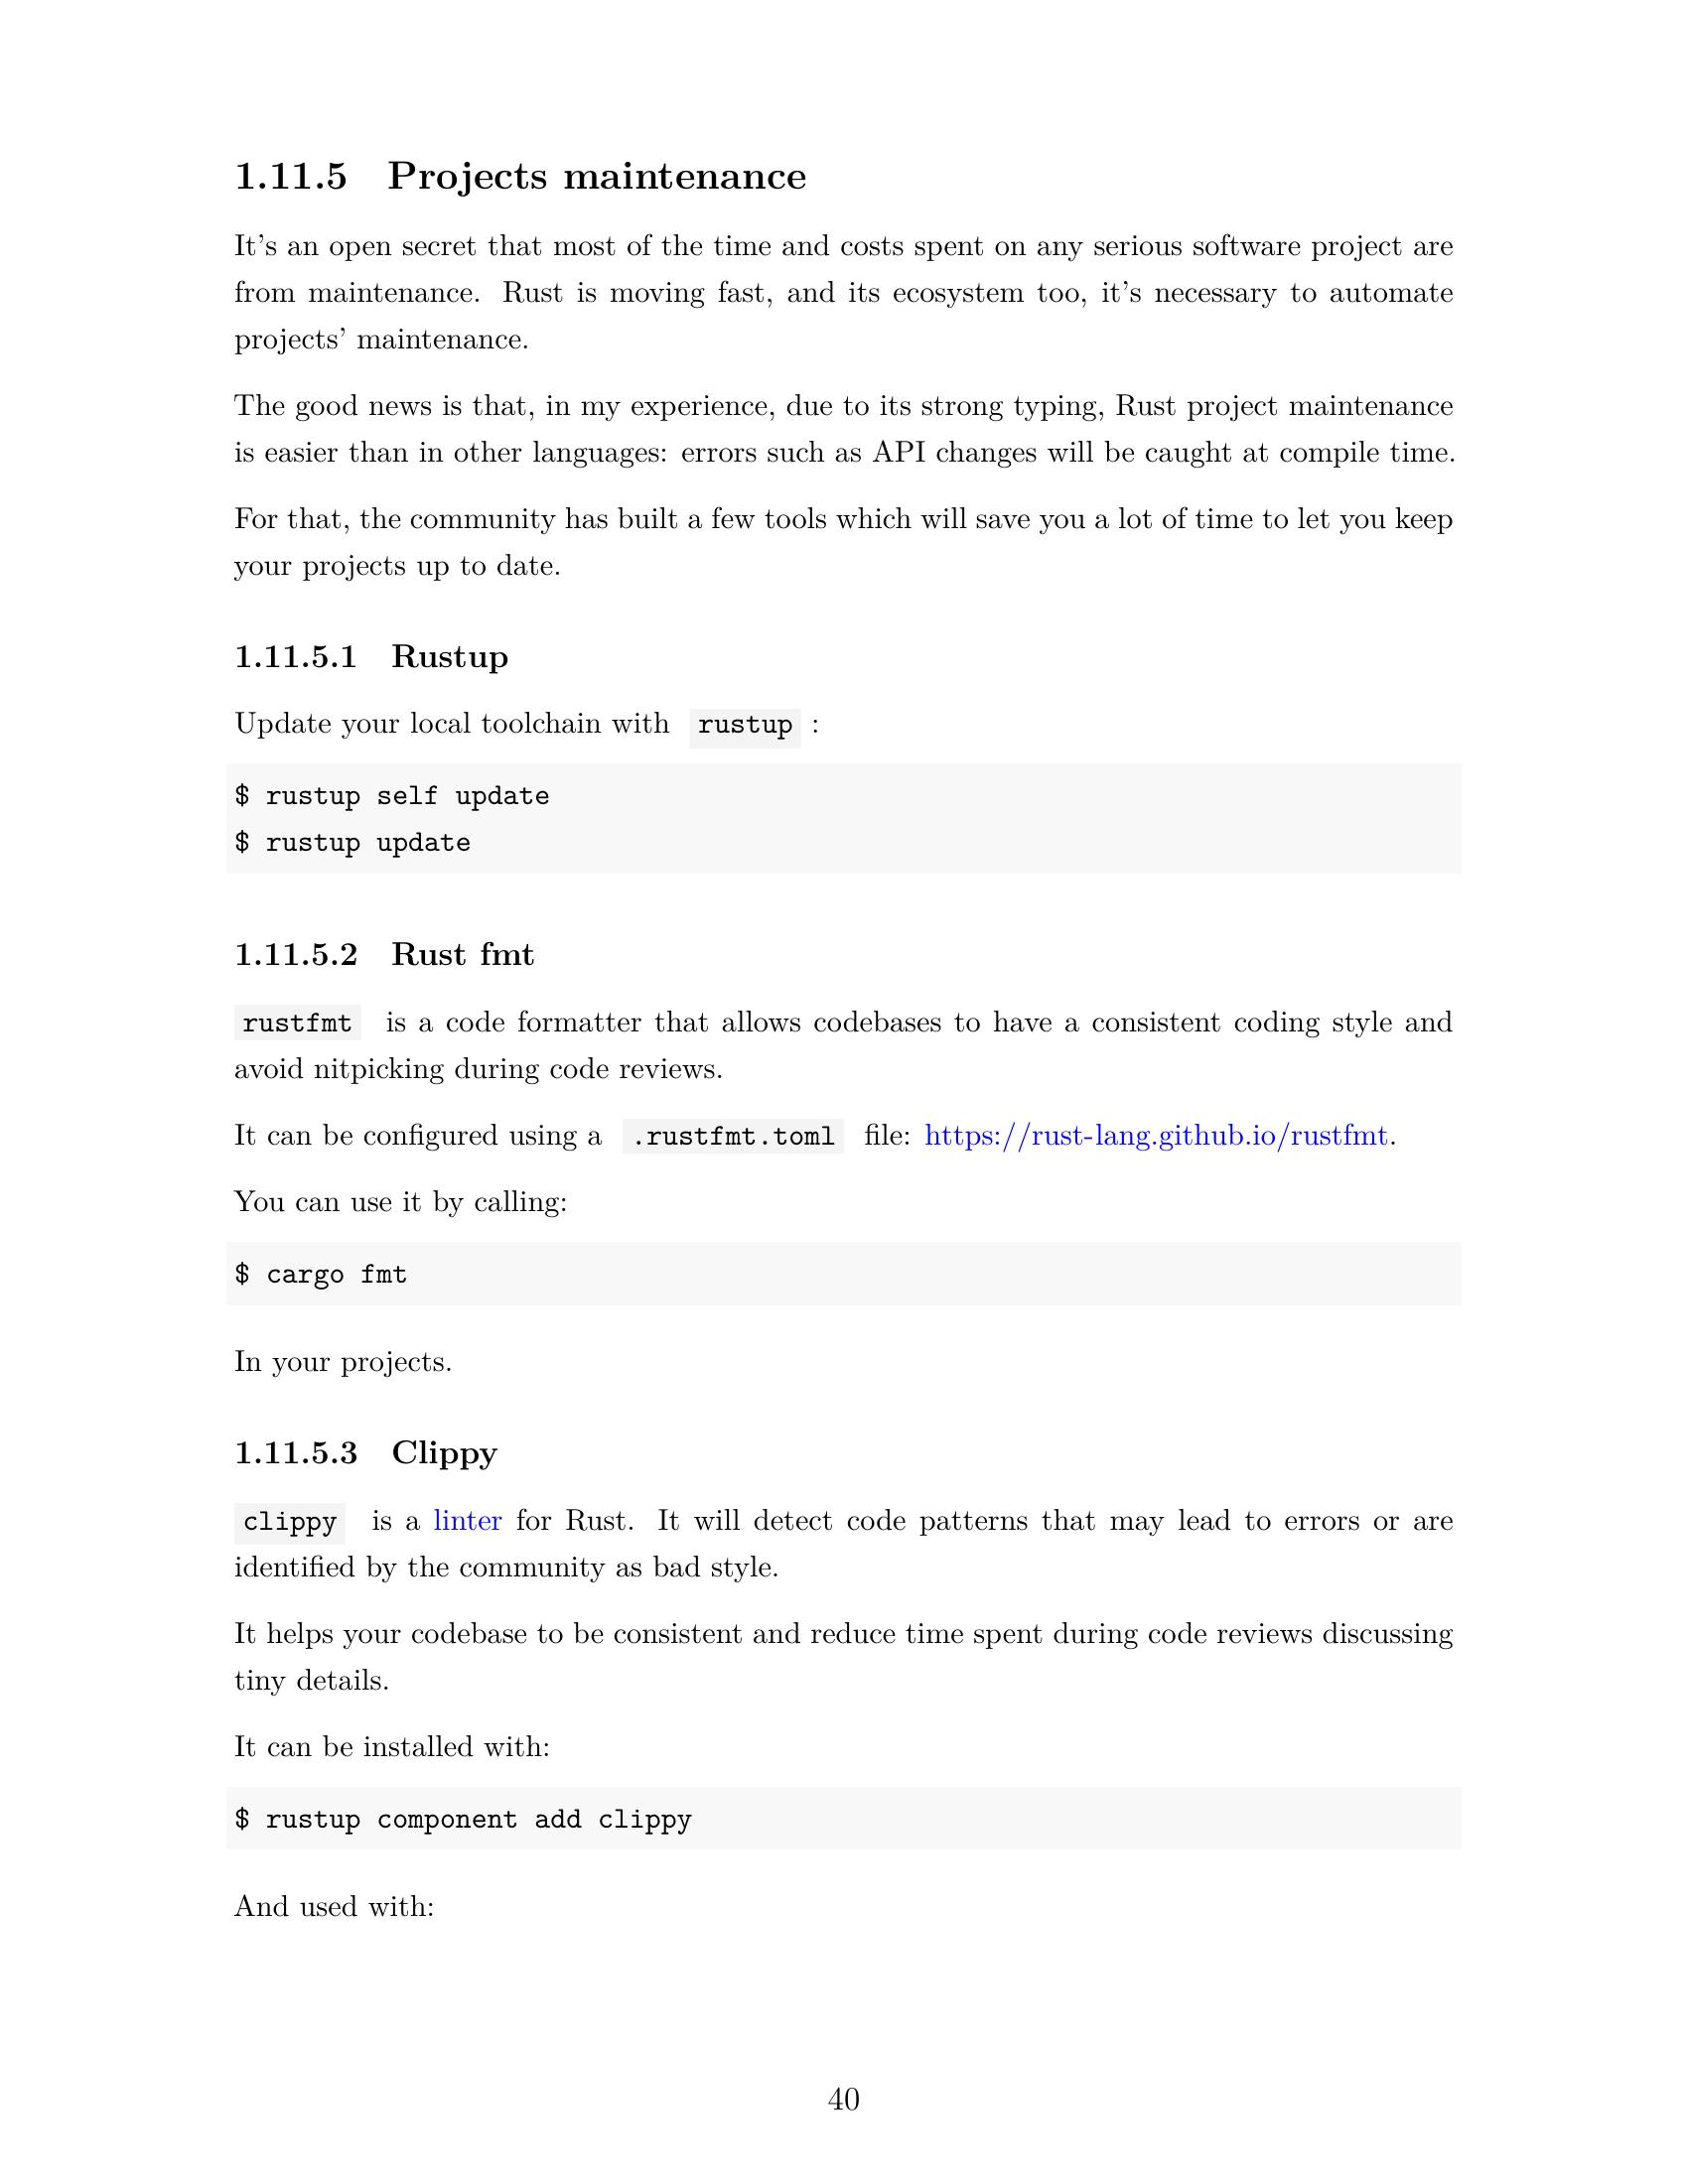 1.11.5 Projects maintenance
It's an open secret that most of the time and costs spent on any serious software project are
from maintenance. Rust is moving fast, and its ecosystem too, it's necessary to automate
projects' maintenance.
The good news is that, in my experience, due to its strong typing, Rust project maintenance
is easier than in other languages: errors such as API changes will be caught at compile time.
For that, the community has built a few tools which will save you a lot of time to let you keep
your projects up to date.
1.11.5.1 Rustup
Update your local toolchain with rustup :
$ rustup self update
$ rustup update
1.11.5.2 Rust fmt
rustfmt is a code formatter that allows codebases to have a consistent coding style and
avoid nitpicking during code reviews.
It can be configured using a .rustfmt.toml file: https://rust-lang.github.io/rustfmt.
You can use it by calling:
$ cargo fmt
In your projects.
1.11.5.3 Clippy
clippy is a linter for Rust. It will detect code patterns that may lead to errors or are
identified by the community as bad style.
It helps your codebase to be consistent and reduce time spent during code reviews discussing
tiny details.
It can be installed with:
$ rustup component add clippy
And used with:
40